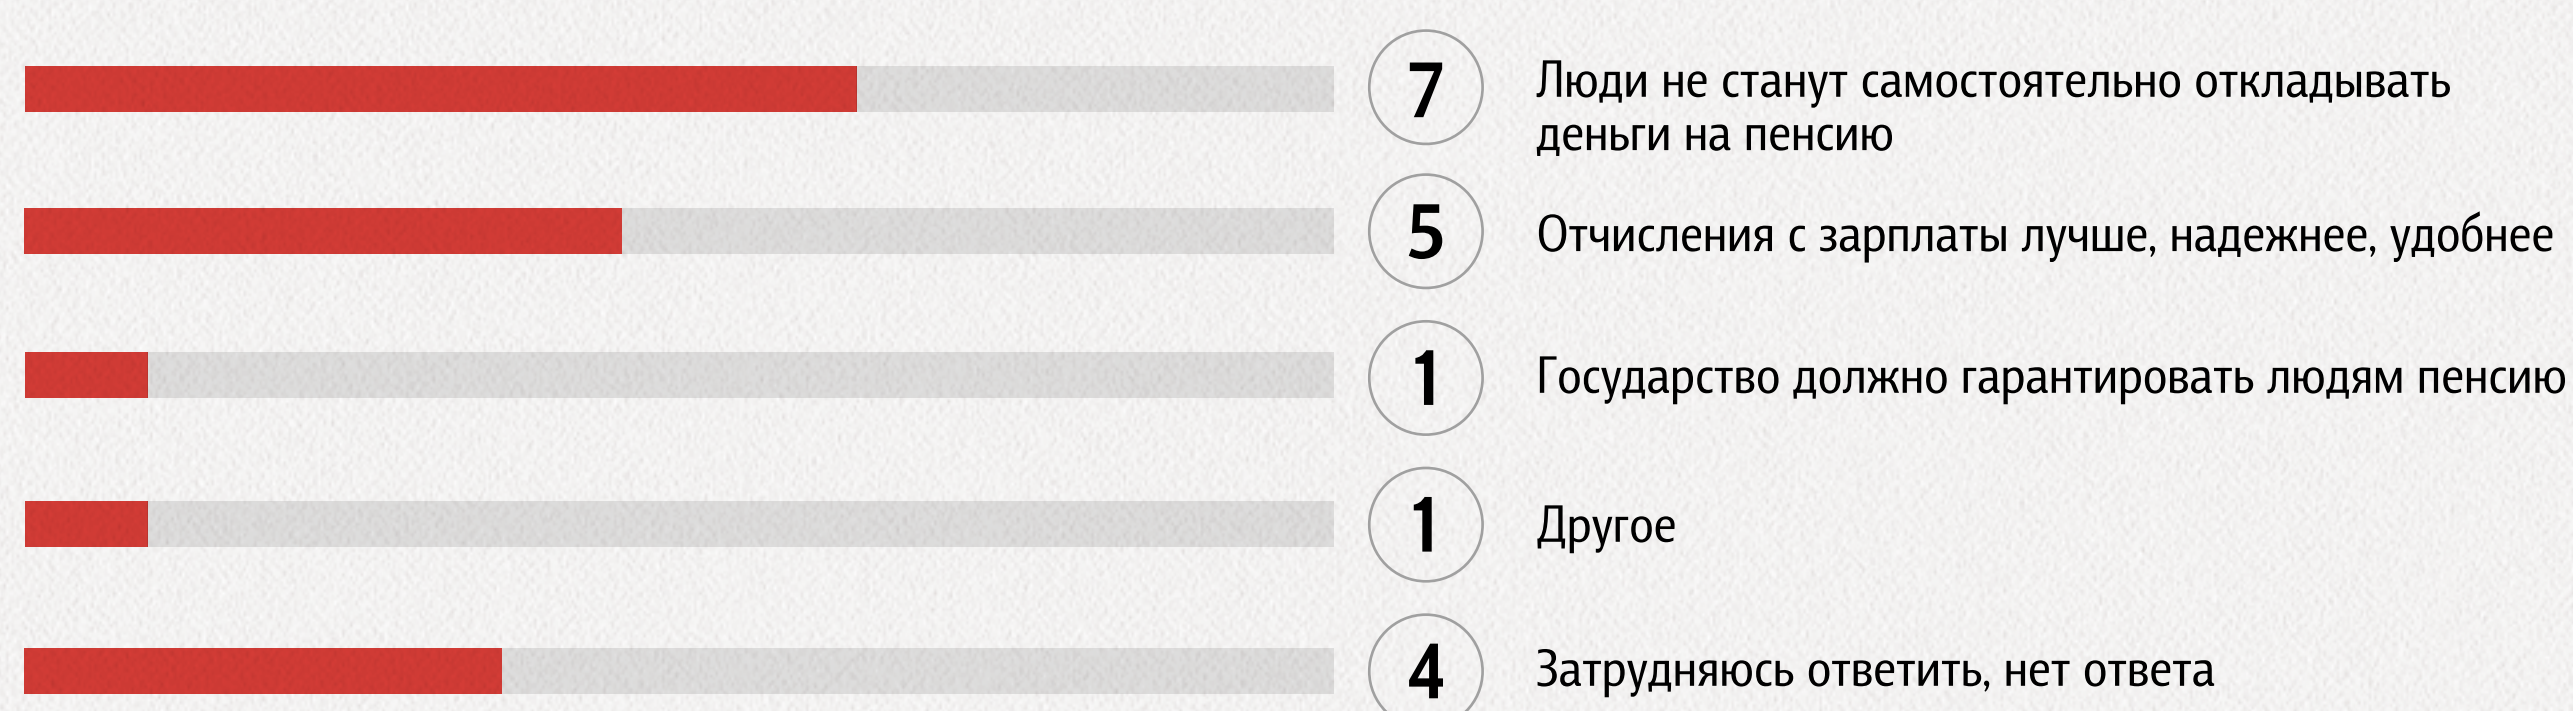 7
Люди не станут самостоятельно откладывать
деньги на пенсию
5
Отчисления с зарплаты лучше, надежнее, удобнее
1
Государство должно гарантировать людям пенсию
1
Другое
4
Затрудняюсь ответить, нет ответа